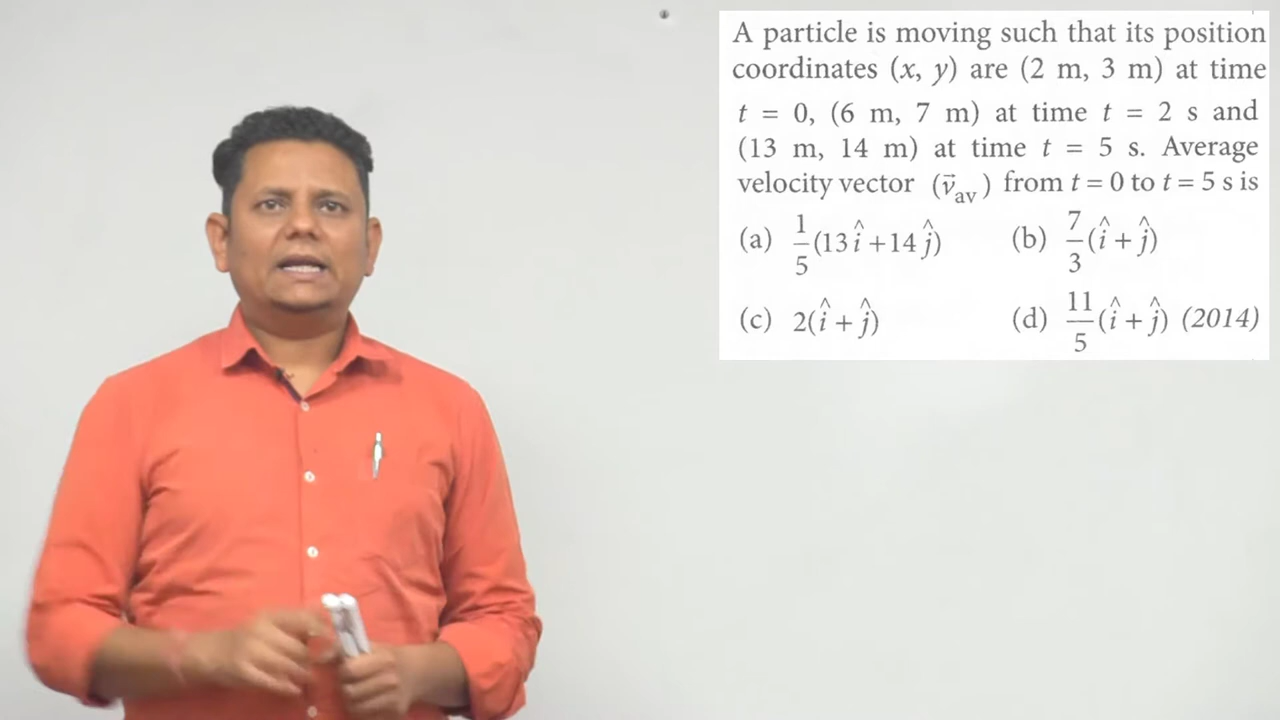 A particle is moving such that its position
coordinates (x, y) are (2 m, 3 m) at time
t = 0, (6 m, 7 m) at time t = 2 s and
(13 m, 14 m) at time t = 5 s. Average
velocity vector (v⃗av) from t = 0 to t = 5 s is
(a) 1/5(13î + 14ĵ) (b) 7/3(î + ĵ)
(c) 2(î + ĵ) (d) 11/5(î + ĵ) (2014)